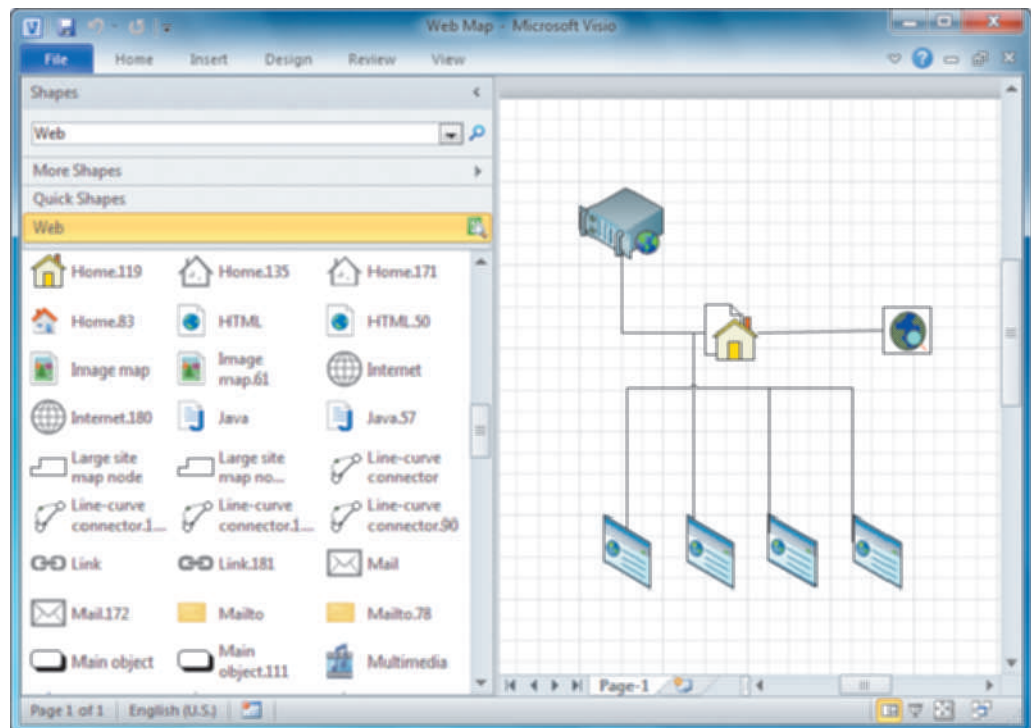 Web Map - Microsoft Visio
File Home Insert Design Review View
Shapes
Web
More Shapes
Quick Shapes
Web
Home.119 Home.135 Home.171
Home.83 HTML HTML.50
Image map Image map.61 Internet
Internet.180 Java Java.57
Large site map node Large site map no... Line-curve connector
Line-curve connector.1... Line-curve connector.1... Line-curve connector.90
Link Link.181 Mail
Mail.172 Mailto Mailto.78
Main object Main object.111 Multimedia
Page-1
Page 1 of 1 English (U.S.)